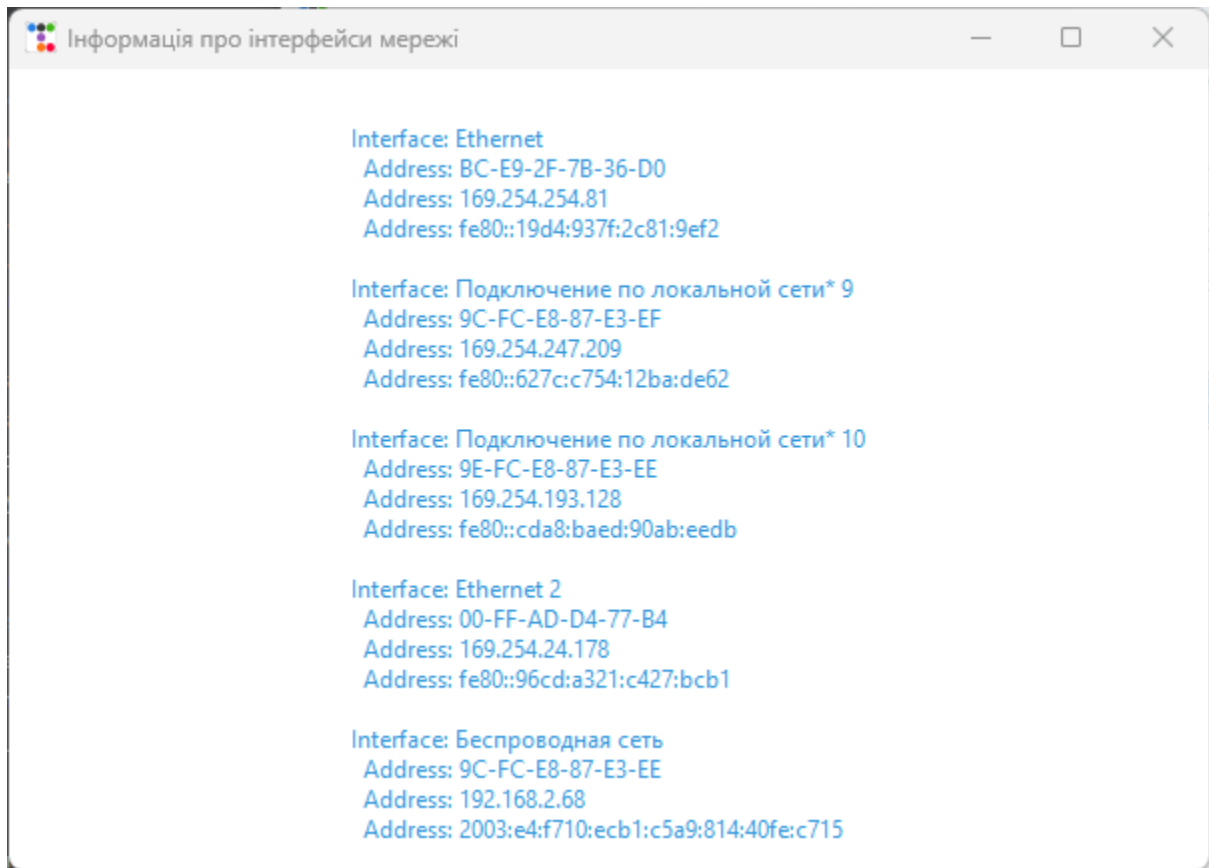 Інформація про інтерфейси мережі
Interface: Ethernet
Address: BC-E9-2F-7B-36-D0
Address: 169.254.254.81
Address: fe80::19d4:937f:2c81:9ef2
Interface: Подключение по локальной сети* 9
Address: 9C-FC-E8-87-E3-EF
Address: 169.254.247.209
Address: fe80::627c:c754:12ba:de62
Interface: Подключение по локальной сети* 10
Address: 9E-FC-E8-87-E3-EE
Address: 169.254.193.128
Address: fe80::cda8:baed:90ab:eedb
Interface: Ethernet 2
Address: 00-FF-AD-D4-77-B4
Address: 169.254.24.178
Address: fe80::96cd:a321:c427:bcb1
Interface: Беспроводная сеть
Address: 9C-FC-E8-87-E3-EE
Address: 192.168.2.68
Address: 2003:e4:f710:ecb1:c5a9:814:40fe:c715